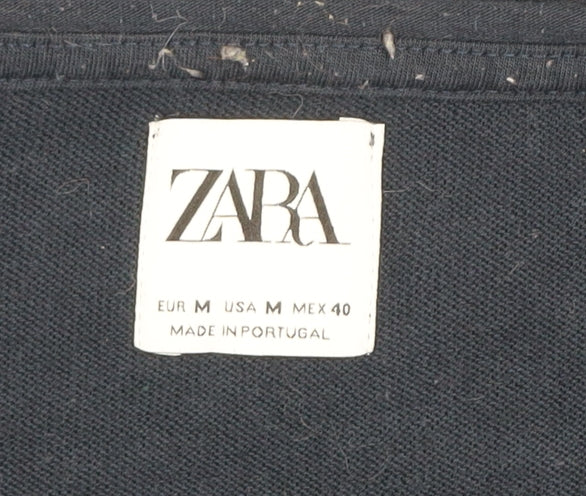 ZARA
EUR M USA M MEX 40
MADE IN PORTUGAL